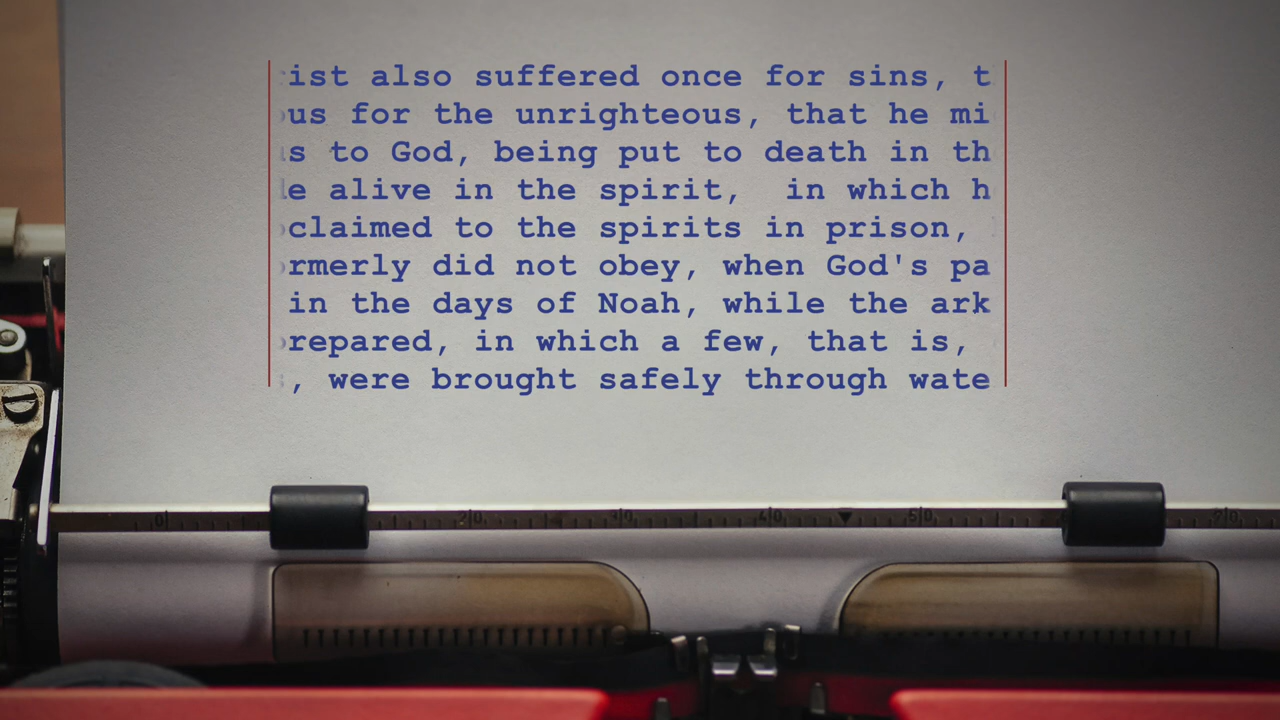 ist also suffered once for sins, t
us for the unrighteous, that he mi
s to God, being put to death in th
e alive in the spirit, in which h
claimed to the spirits in prison,
rmerly did not obey, when God's pa
in the days of Noah, while the ark
repared, in which a few, that is,
, were brought safely through wate